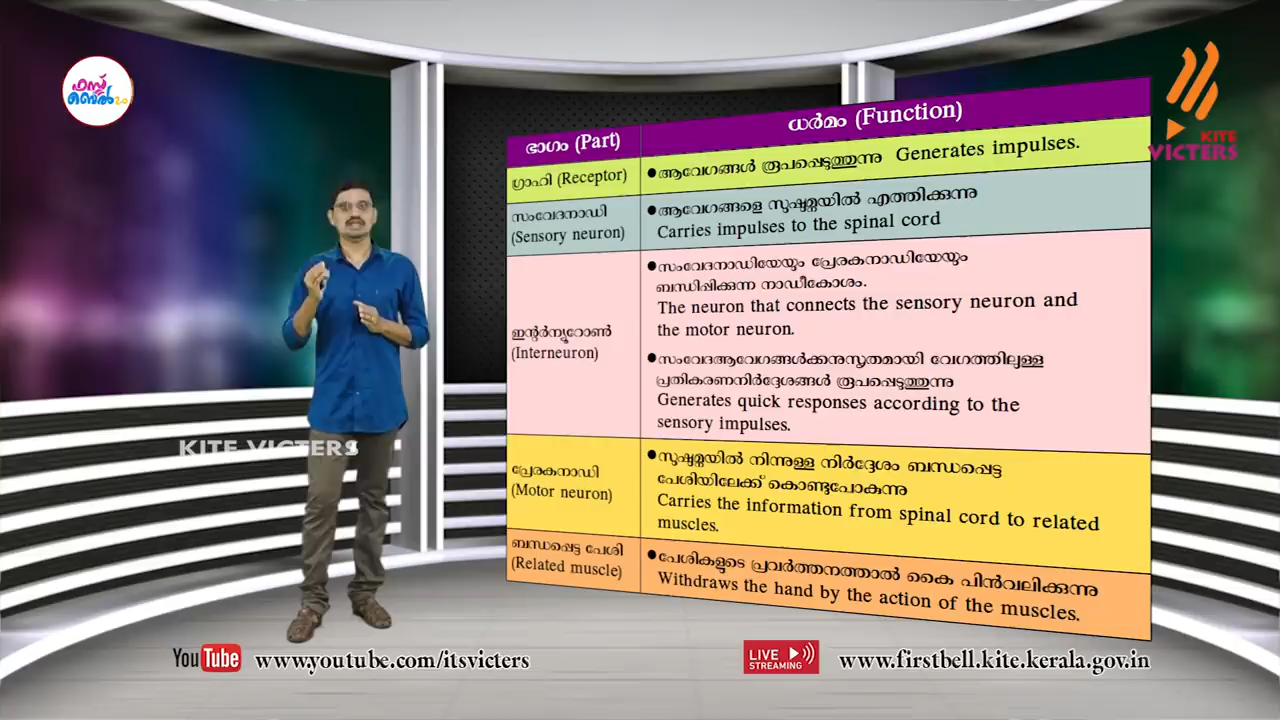 ഫസ്റ്റ്
ബെൽ 2.0
KITE
VICTERS
ഭാഗം (Part)
ധർമം (Function)
ഗ്രാഹി (Receptor)
●ആവേഗങ്ങൾ രൂപപ്പെടുത്തുന്നു Generates impulses.
സംവേദനാഡി
(Sensory neuron)
●ആവേഗങ്ങളെ സുഷുമ്നയിൽ എത്തിക്കുന്നു
Carries impulses to the spinal cord
ഇന്റർന്യൂറോൺ
(Interneuron)
●സംവേദനാഡിയേയും പ്രേരകനാഡിയേയും
ബന്ധിപ്പിക്കുന്ന നാഡീകോശം.
The neuron that connects the sensory neuron and
the motor neuron.
●സംവേദആവേഗങ്ങൾക്കനുസൃതമായി വേഗത്തിലുള്ള
പ്രതികരണനിർദ്ദേശങ്ങൾ രൂപപ്പെടുത്തുന്നു
Generates quick responses according to the
sensory impulses.
പ്രേരകനാഡി
(Motor neuron)
●സുഷുമ്നയിൽ നിന്നുള്ള നിർദ്ദേശം ബന്ധപ്പെട്ട
പേശിയിലേക്ക് കൊണ്ടുപോകുന്നു
Carries the information from spinal cord to related
muscles.
ബന്ധപ്പെട്ട പേശി
(Related muscle)
●പേശികളുടെ പ്രവർത്തനത്താൽ കൈ പിൻവലിക്കുന്നു
Withdraws the hand by the action of the muscles.
KITE VICTERS
YouTube www.youtube.com/itsvicters
LIVE
STREAMING
www.firstbell.kite.kerala.gov.in